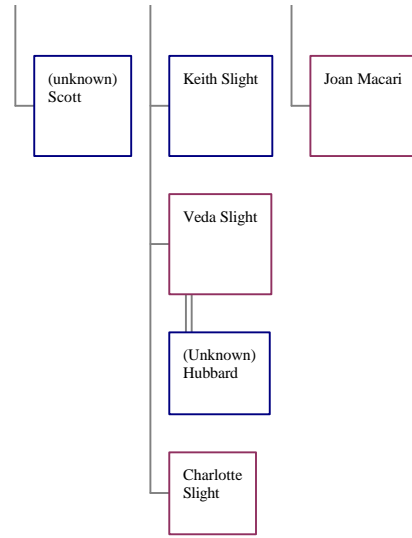 (unknown)
Scott
Keith Slight
Joan Macari
Veda Slight
(Unknown)
Hubbard
Charlotte
Slight